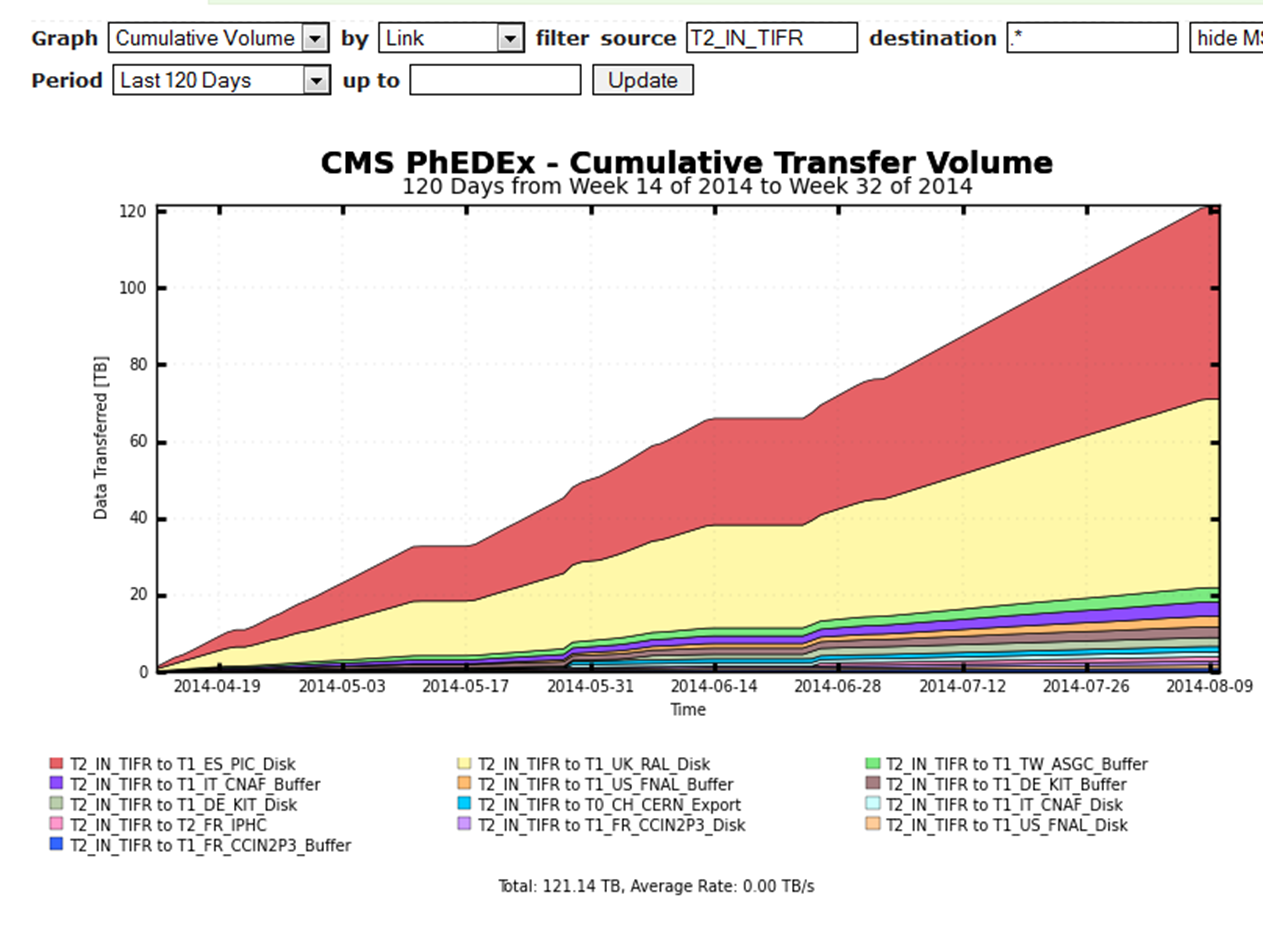 Graph Cumulative Volume by Link filter source T2_IN_TIFR destination .* hide MS
Period Last 120 Days up to Update
CMS PhEDEx - Cumulative Transfer Volume
120 Days from Week 14 of 2014 to Week 32 of 2014
120
100
80
60
40
20
0
Data Transferred [TB]
2014-04-19 2014-05-03 2014-05-17 2014-05-31 2014-06-14 2014-06-28 2014-07-12 2014-07-26 2014-08-09
Time
T2_IN_TIFR to T1_ES_PIC_Disk T2_IN_TIFR to T1_UK_RAL_Disk T2_IN_TIFR to T1_TW_ASGC_Buffer
T2_IN_TIFR to T1_IT_CNAF_Buffer T2_IN_TIFR to T1_US_FNAL_Buffer T2_IN_TIFR to T1_DE_KIT_Buffer
T2_IN_TIFR to T1_DE_KIT_Disk T2_IN_TIFR to T0_CH_CERN_Export T2_IN_TIFR to T1_IT_CNAF_Disk
T2_IN_TIFR to T2_FR_IPHC T2_IN_TIFR to T1_FR_CCIN2P3_Disk T2_IN_TIFR to T1_US_FNAL_Disk
T2_IN_TIFR to T1_FR_CCIN2P3_Buffer
Total: 121.14 TB, Average Rate: 0.00 TB/s